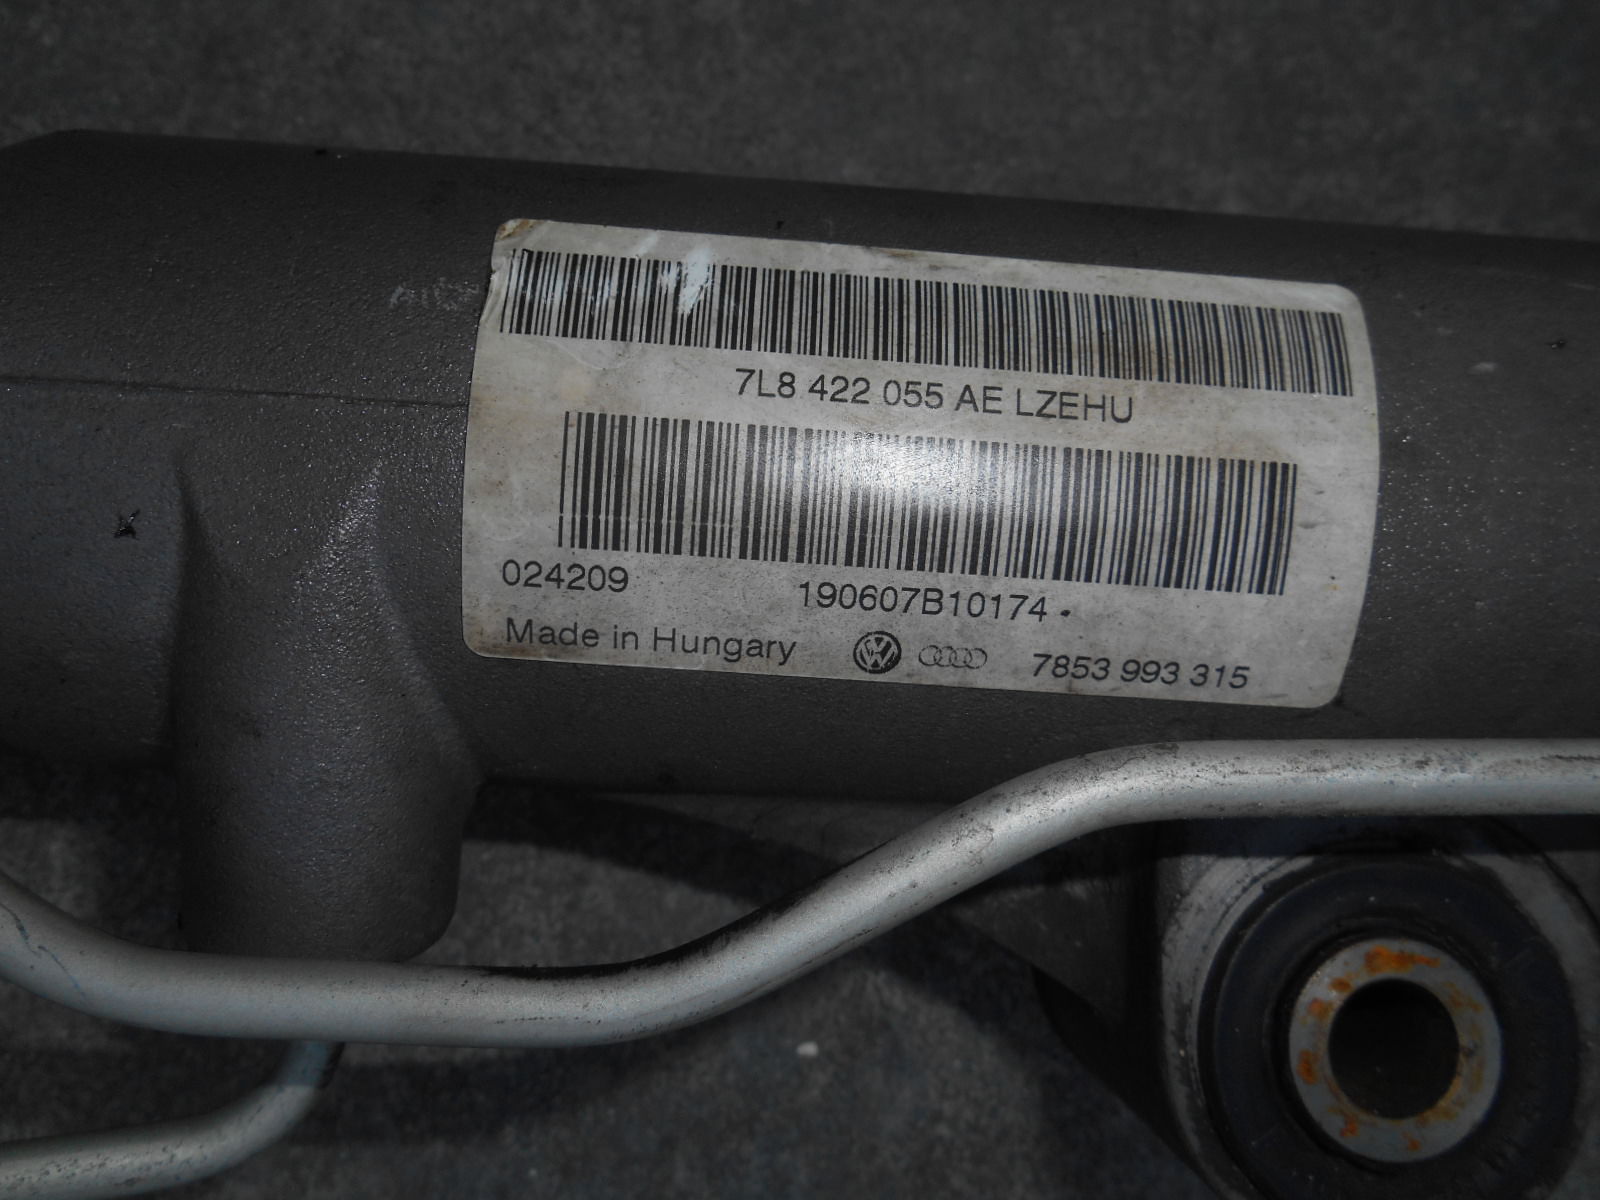 7L8 422 055 AE LZEHU
024209 190607B10174
Made in Hungary 7853 993 315